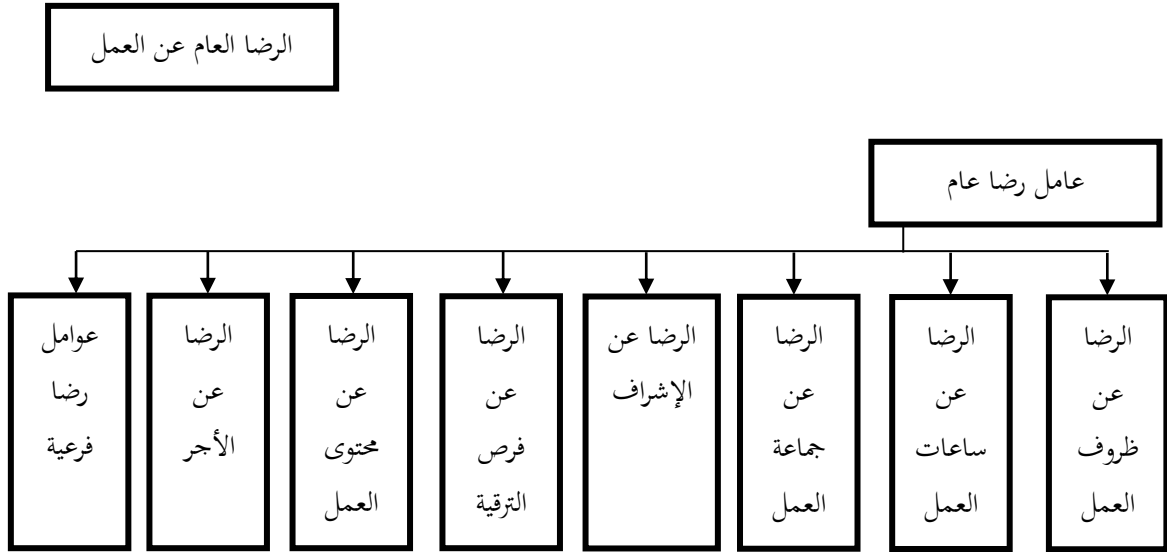 الرضا العام عن العمل
عامل رضا عام
الرضا
عن
ظروف
العمل
الرضا
عن
ساعات
العمل
الرضا
عن
جماعة
العمل
الرضا عن
الإشراف
الرضا
عن
فرص
الترقية
الرضا
عن
محتوى
العمل
الرضا
عن
الأجر
عوامل
رضا
فرعية